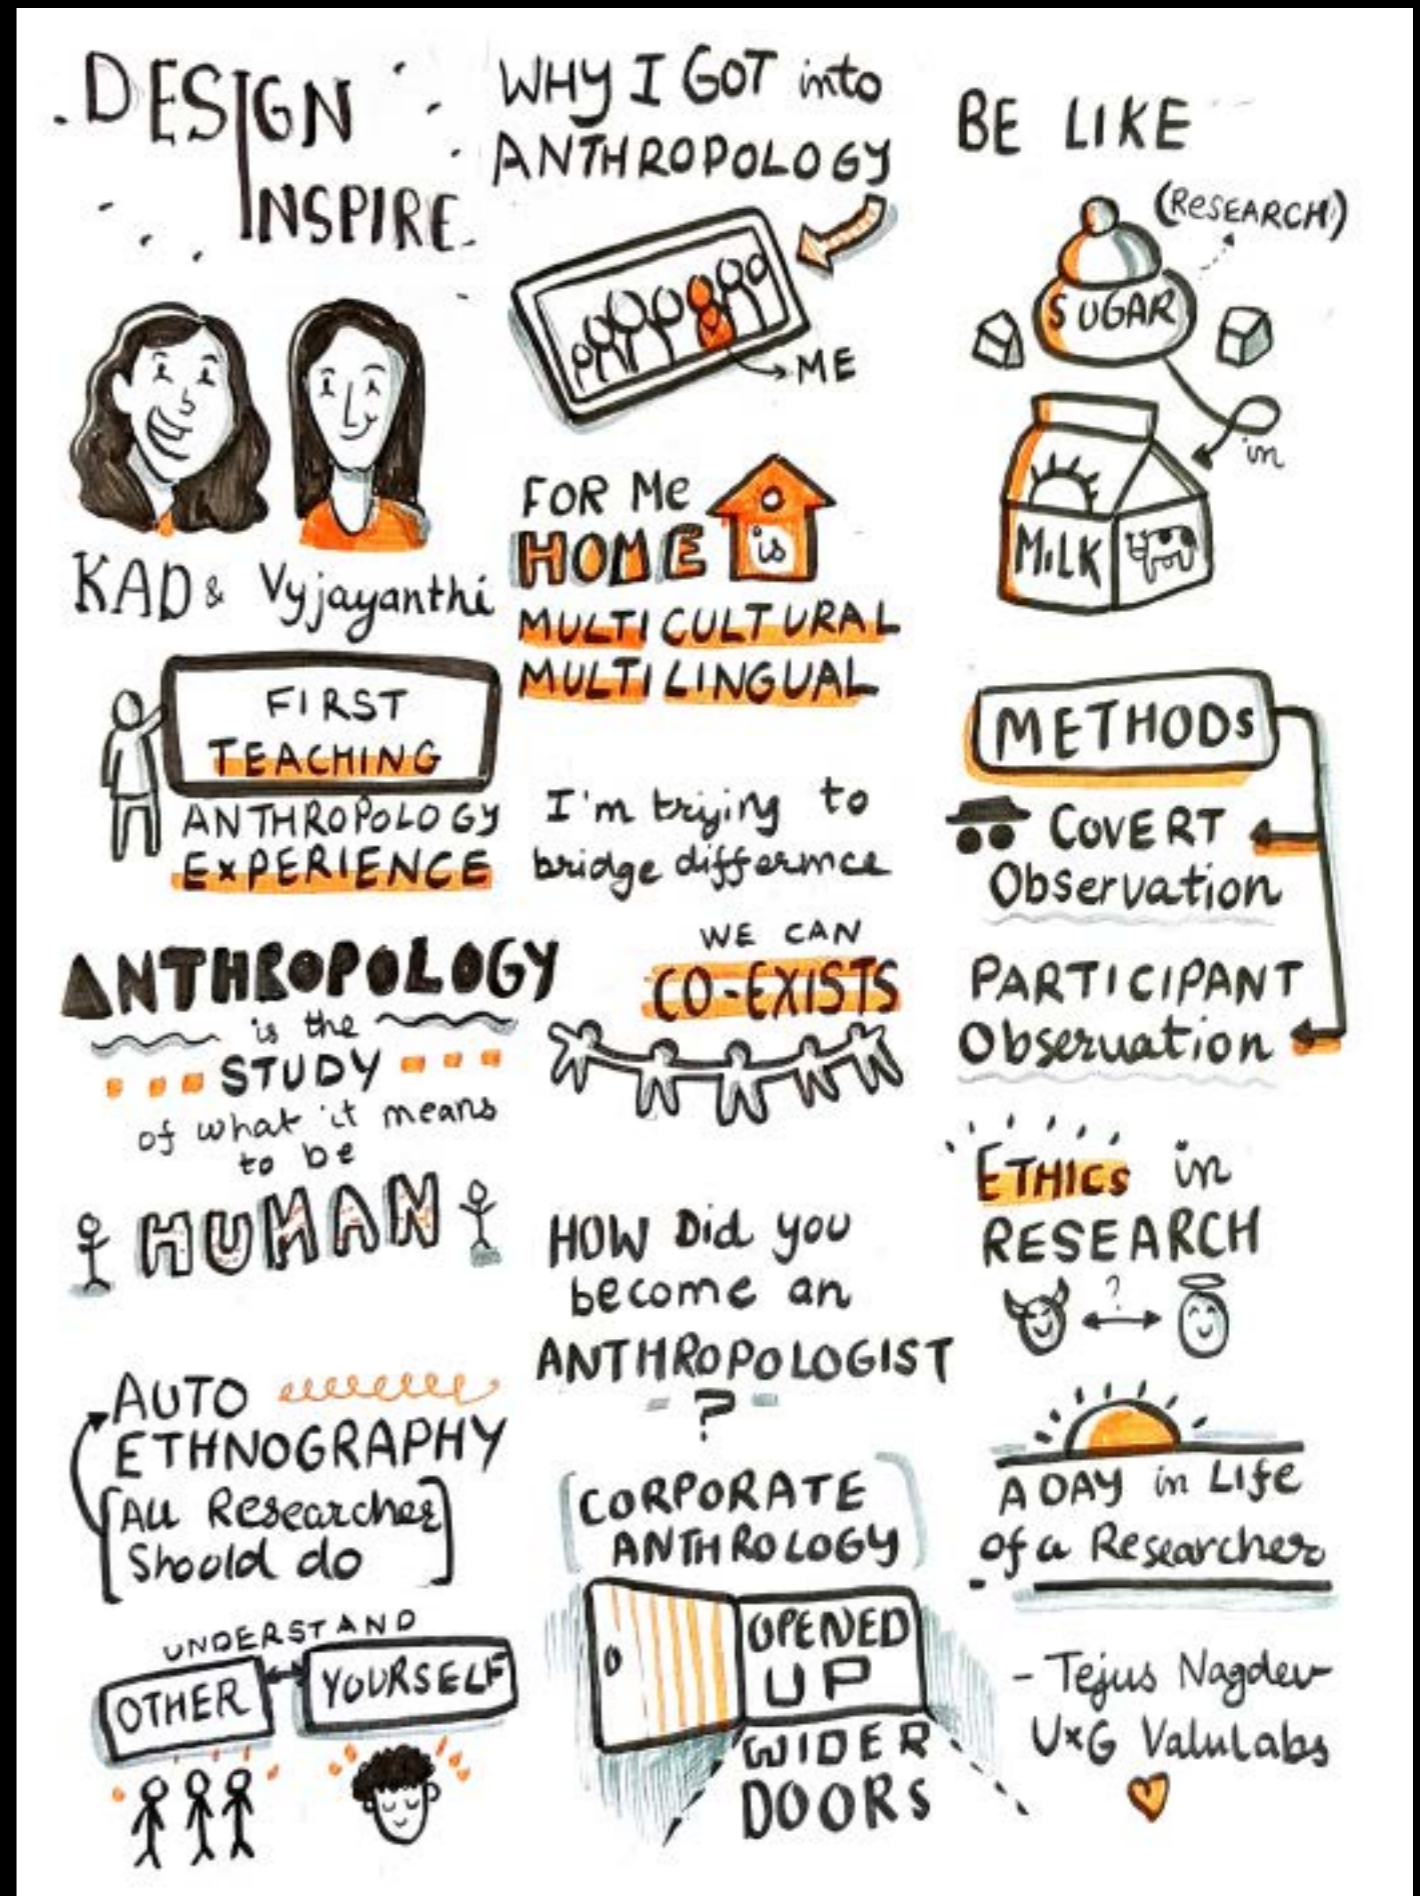 DESIGN
INSPIRE
KAD & Vyjayanthi
FIRST
TEACHING
ANTHROPOLOGY
EXPERIENCE
ANTHROPOLOGY
is the
STUDY
of what it means
to be
HUMAN
AUTO
ETHNOGRAPHY
[All Researcher
Should do]
UNDERSTAND
OTHER
YOURSELF
WHY I GOT into
ANTHROPOLOGY
ME
FOR Me
HOME is
MULTICULTURAL
MULTILINGUAL
I'm trying to
bridge differnce
WE CAN
CO-EXISTS
HOW Did you
become an
ANTHROPOLOGIST
?
[CORPORATE
ANTHROLOGY]
OPENED
UP
WIDER
DOORS
BE LIKE
(ReSEARCH)
SUGAR
in
MiLK
METHODs
COVERT
Observation
PARTICIPANT
Observation
ETHICs in
RESEARCH
?
A DAY in Life
of a Researcher
- Tejus Nagdev
UxG ValuLabs